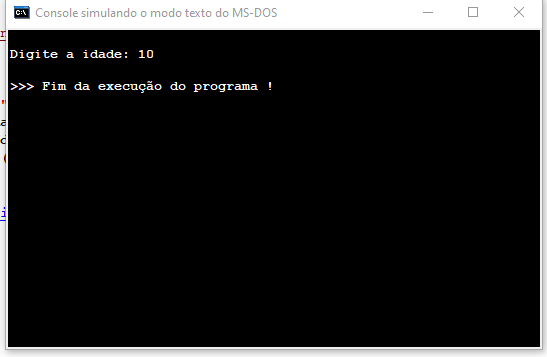 C:\ Console simulando o modo texto do MS-DOS
Digite a idade: 10
>>> Fim da execução do programa !